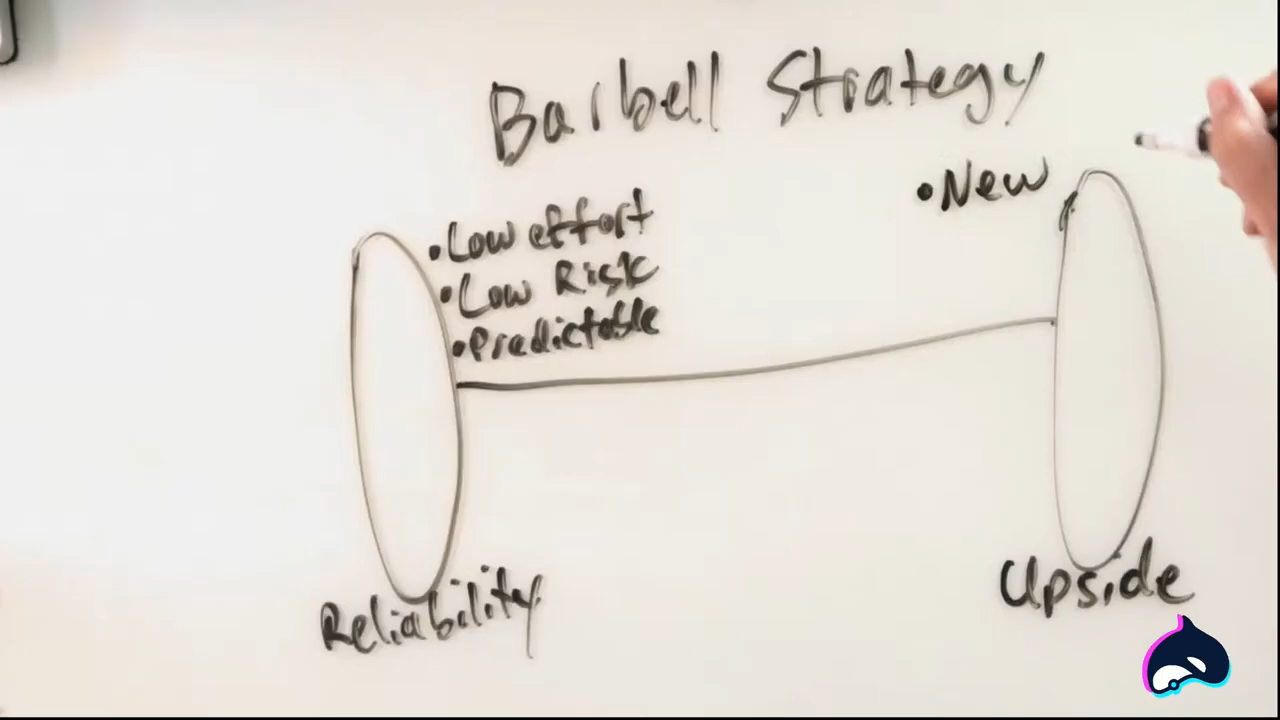 Barbell Strategy
•New
•Low effort
•Low Risk
•Predictable
Reliability
Upside